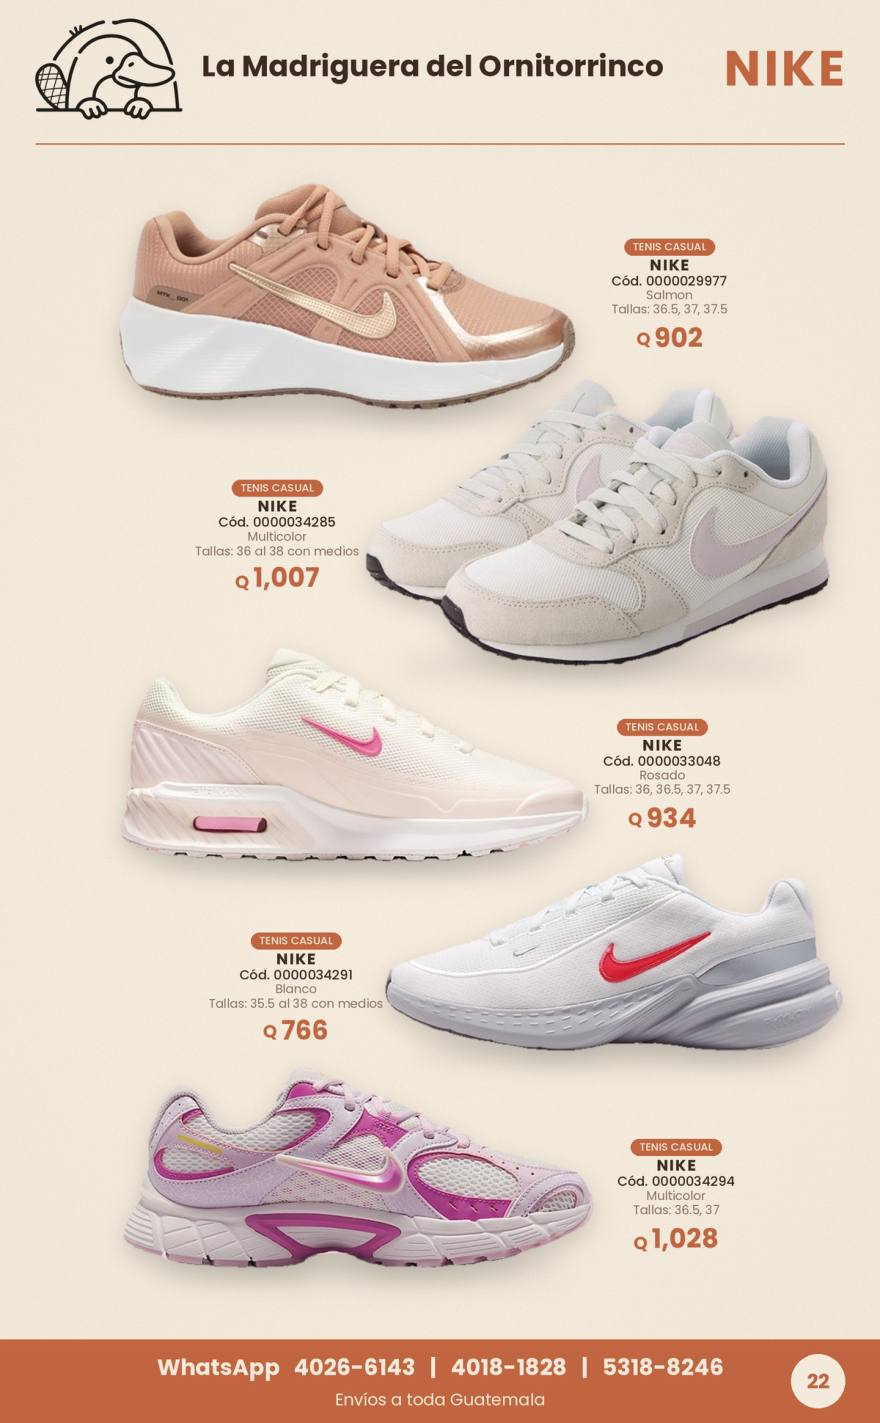 La Madriguera del Ornitorrinco
NIKE
TENIS CASUAL
NIKE
Cód. 0000029977
Salmon
Tallas: 36.5, 37, 37.5
Q 902
TENIS CASUAL
NIKE
Cód. 0000034285
Multicolor
Tallas: 36 al 38 con medios
Q 1,007
TENIS CASUAL
NIKE
Cód. 0000033048
Rosado
Tallas: 36, 36.5, 37, 37.5
Q 934
TENIS CASUAL
NIKE
Cód. 0000034291
Blanco
Tallas: 35.5 al 38 con medios
Q 766
TENIS CASUAL
NIKE
Cód. 0000034294
Multicolor
Tallas: 36.5, 37
Q 1,028
WhatsApp 4026-6143 | 4018-1828 | 5318-8246
Envíos a toda Guatemala
22